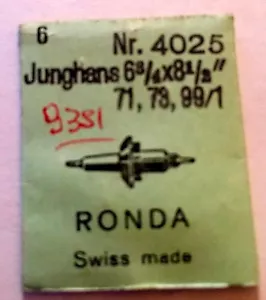 6
Nr. 4025
Junghans 6³/₄x8¹/₂"
71, 73, 99/1
9351
RONDA
Swiss made